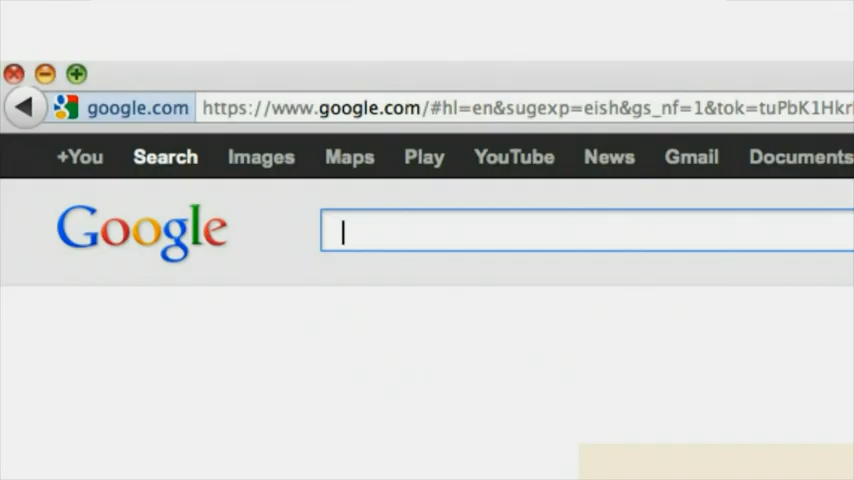 google.com https://www.google.com/#hl=en&sugexp=eish&gs_nf=1&tok=tuPbK1Hkr
+You Search Images Maps Play YouTube News Gmail Documents
Google